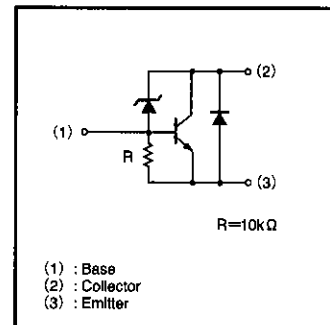 (2)
(1)
R
(3)
R=10kΩ
(1) : Base
(2) : Collector
(3) : Emitter